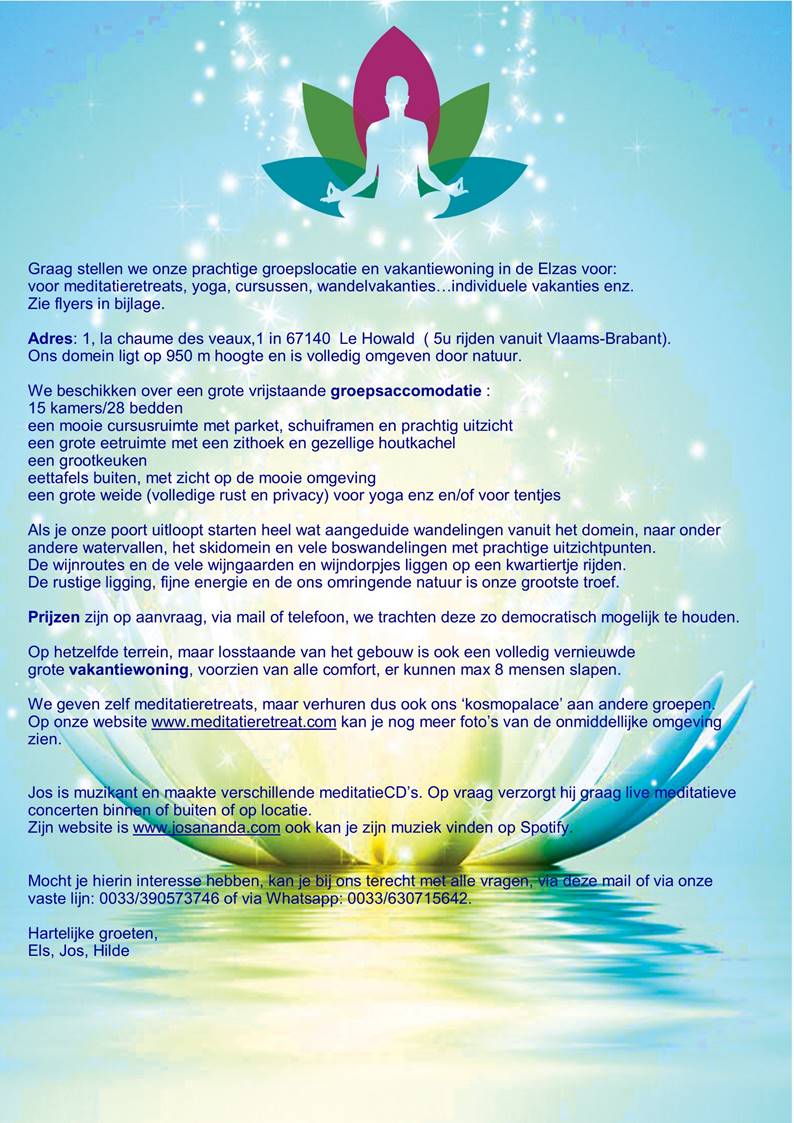 Graag stellen we onze prachtige groepslocatie en vakantiewoning in de Elzas voor:
voor meditatieretreats, yoga, cursussen, wandelvakanties…individuele vakanties enz.
Zie flyers in bijlage.
Adres: 1, la chaume des veaux,1 in 67140 Le Howald ( 5u rijden vanuit Vlaams-Brabant).
Ons domein ligt op 950 m hoogte en is volledig omgeven door natuur.
We beschikken over een grote vrijstaande groepsaccomodatie :
15 kamers/28 bedden
een mooie cursusruimte met parket, schuiframen en prachtig uitzicht
een grote eetruimte met een zithoek en gezellige houtkachel
een grootkeuken
eettafels buiten, met zicht op de mooie omgeving
een grote weide (volledige rust en privacy) voor yoga enz en/of voor tentjes
Als je onze poort uitloopt starten heel wat aangeduide wandelingen vanuit het domein, naar onder
andere watervallen, het skidomein en vele boswandelingen met prachtige uitzichtpunten.
De wijnroutes en de vele wijngaarden en wijndorpjes liggen op een kwartiertje rijden.
De rustige ligging, fijne energie en de ons omringende natuur is onze grootste troef.
Prijzen zijn op aanvraag, via mail of telefoon, we trachten deze zo democratisch mogelijk te houden.
Op hetzelfde terrein, maar losstaande van het gebouw is ook een volledig vernieuwde
grote vakantiewoning, voorzien van alle comfort, er kunnen max 8 mensen slapen.
We geven zelf meditatieretreats, maar verhuren dus ook ons ‘kosmopalace’ aan andere groepen.
Op onze website www.meditatieretreat.com kan je nog meer foto’s van de onmiddellijke omgeving
zien.
Jos is muzikant en maakte verschillende meditatieCD’s. Op vraag verzorgt hij graag live meditatieve
concerten binnen of buiten of op locatie.
Zijn website is www.josananda.com ook kan je zijn muziek vinden op Spotify.
Mocht je hierin interesse hebben, kan je bij ons terecht met alle vragen, via deze mail of via onze
vaste lijn: 0033/390573746 of via Whatsapp: 0033/630715642.
Hartelijke groeten,
Els, Jos, Hilde